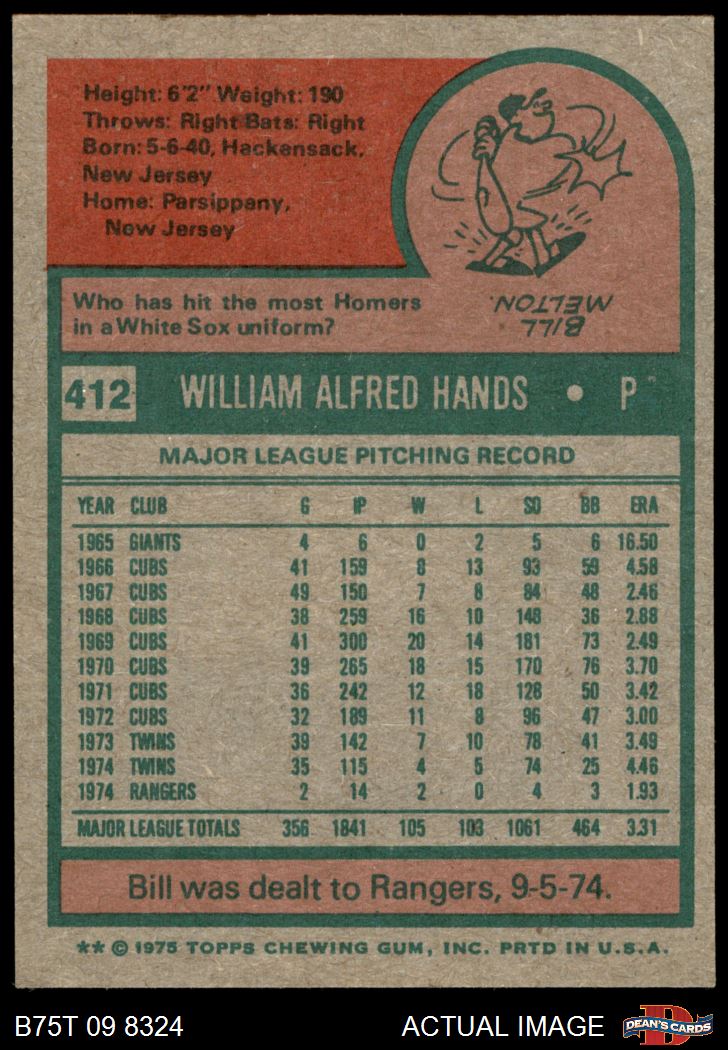 Height: 6'2" Weight: 190
Throws: Right Bats: Right
Born: 5-6-40, Hackensack,
New Jersey
Home: Parsippany,
New Jersey
Who has hit the most Homers
in a White Sox uniform?
BILL
MELTON.
412 WILLIAM ALFRED HANDS • P
MAJOR LEAGUE PITCHING RECORD
YEAR CLUB G IP W L SO BB ERA
1965 GIANTS 4 6 0 2 5 6 16.50
1966 CUBS 41 159 8 13 93 59 4.58
1967 CUBS 49 150 7 8 84 48 2.46
1968 CUBS 38 259 16 10 148 36 2.88
1969 CUBS 41 300 20 14 181 73 2.49
1970 CUBS 39 265 18 15 170 76 3.70
1971 CUBS 36 242 12 18 128 50 3.42
1972 CUBS 32 189 11 8 96 47 3.00
1973 TWINS 39 142 7 10 78 41 3.49
1974 TWINS 35 115 4 5 74 25 4.46
1974 RANGERS 2 14 2 0 4 3 1.93
MAJOR LEAGUE TOTALS 356 1841 105 103 1061 464 3.31
Bill was dealt to Rangers, 9-5-74.
** © 1975 TOPPS CHEWING GUM, INC. PRTD IN U.S.A.
B75T 09 8324 ACTUAL IMAGE D DEAN'S CARDS